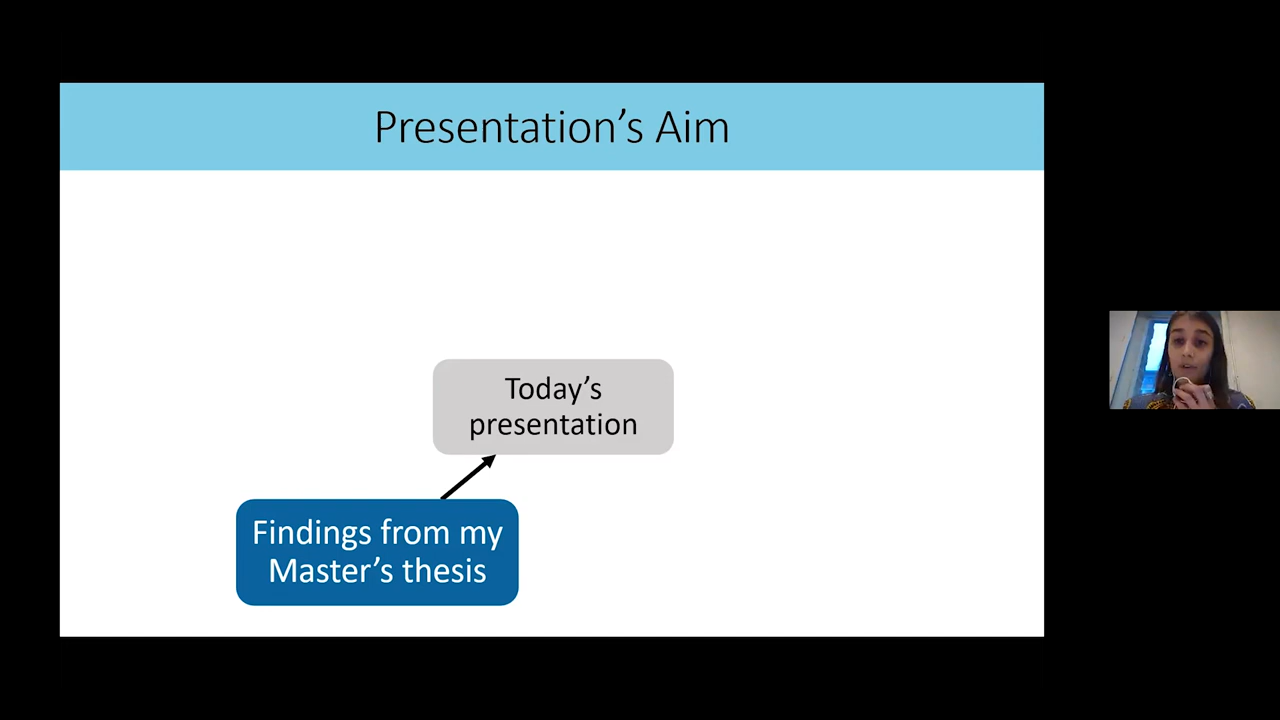 Presentation’s Aim
Today’s
presentation
Findings from my
Master’s thesis